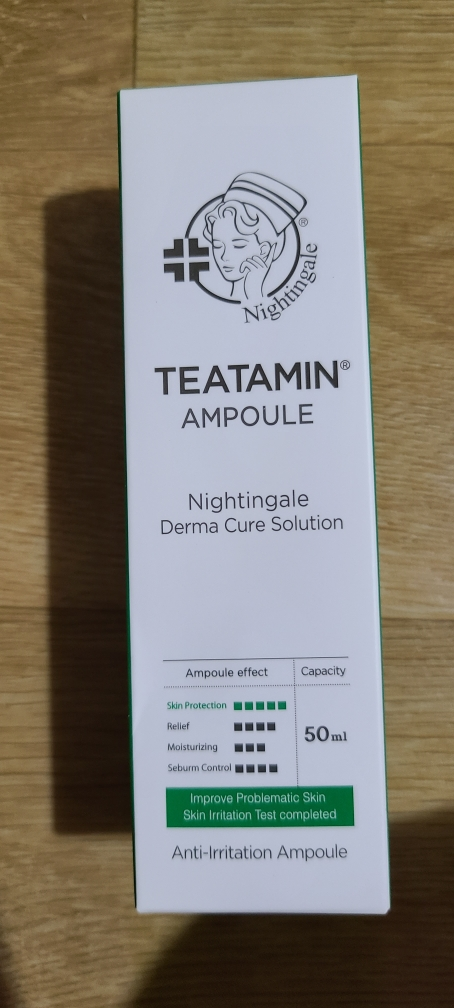 Nightingale
®
TEATAMIN®
AMPOULE
Nightingale
Derma Cure Solution
Ampoule effect
Capacity
Skin Protection
Relief
Moisturizing
Seburm Control
50ml
Improve Problematic Skin
Skin Irritation Test completed
Anti-Irritation Ampoule